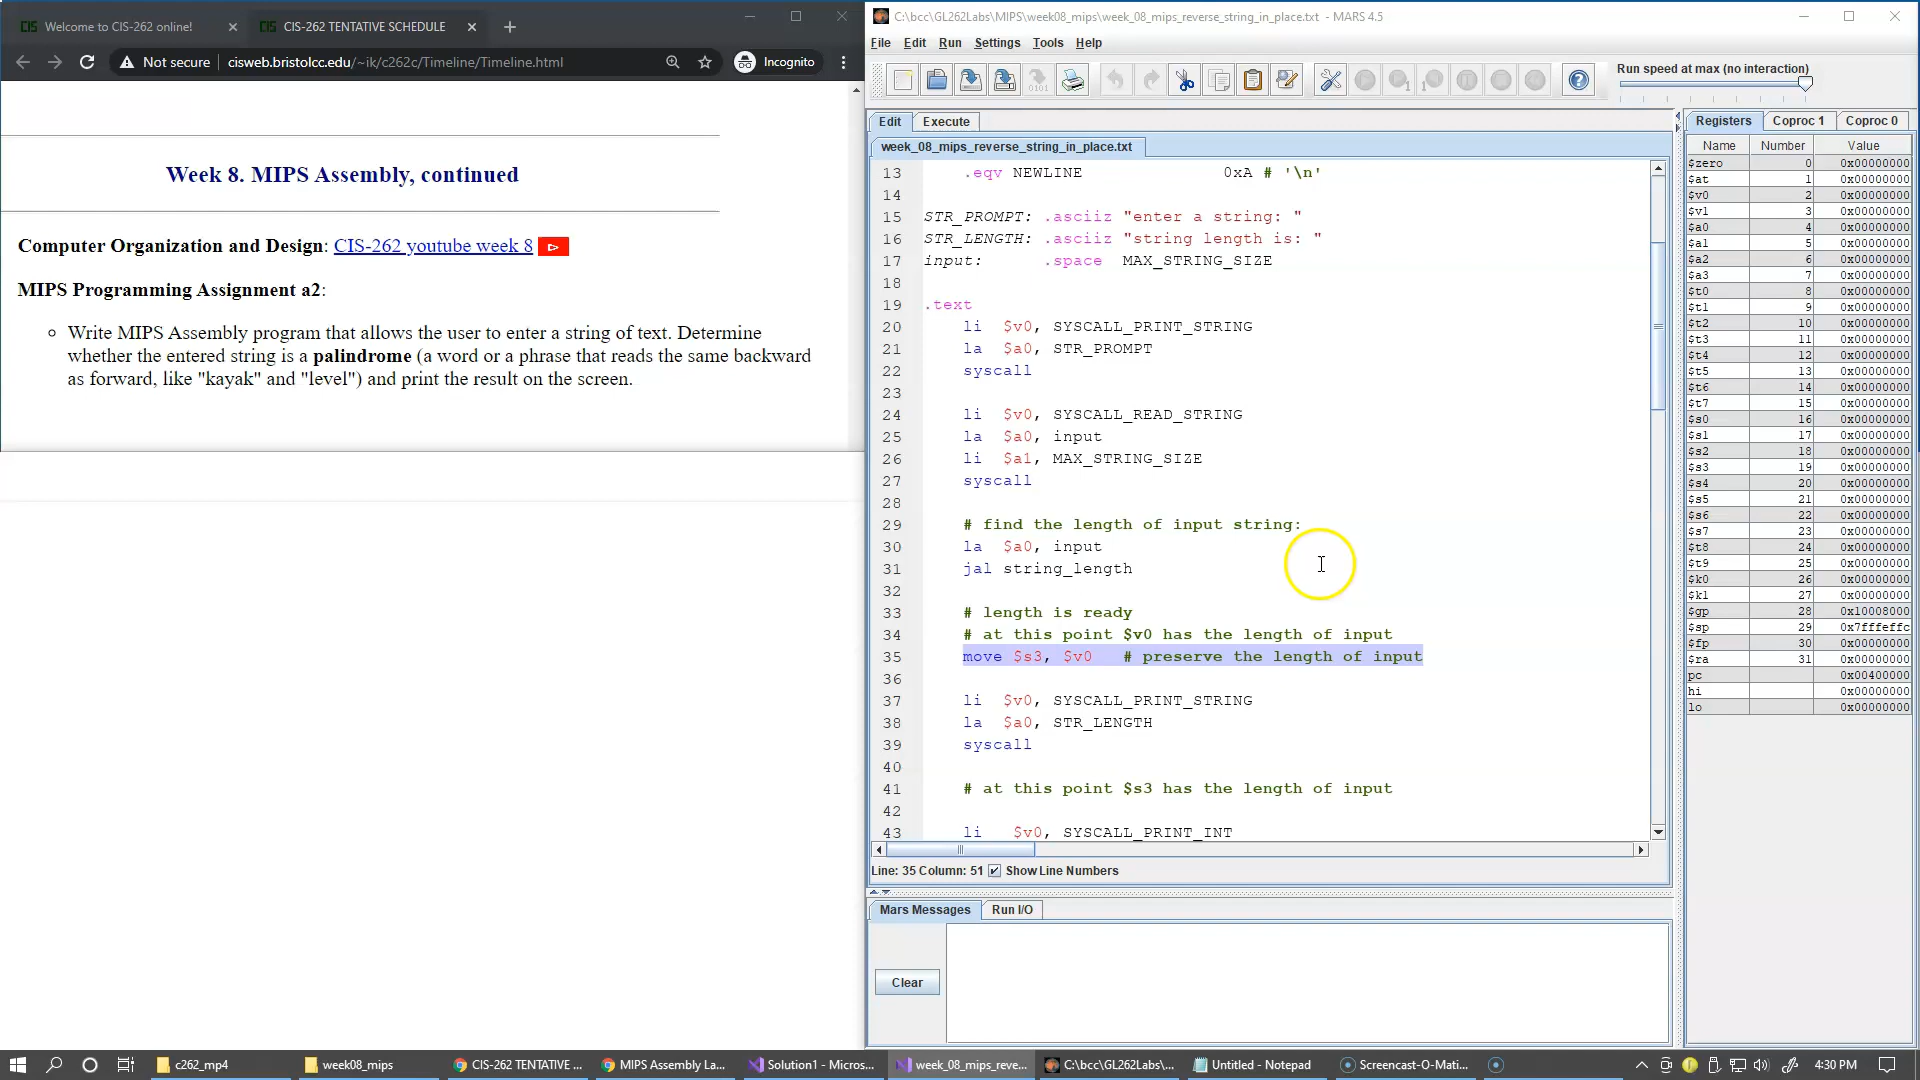 Welcome to CIS-262 online!
CIS-262 TENTATIVE SCHEDULE
Not secure
cisweb.bristolcc.edu/~ik/c262c/Timeline/Timeline.html
Incognito
Week 8. MIPS Assembly, continued
Computer Organization and Design: CIS-262 youtube week 8
MIPS Programming Assignment a2:
Write MIPS Assembly program that allows the user to enter a string of text. Determine
whether the entered string is a palindrome (a word or a phrase that reads the same backward
as forward, like "kayak" and "level") and print the result on the screen.
C:\bcc\GL262Labs\MIPS\week08_mips\week_08_mips_reverse_string_in_place.txt - MARS 4.5
File Edit Run Settings Tools Help
Run speed at max (no interaction)
Edit Execute
week_08_mips_reverse_string_in_place.txt
13 .eqv NEWLINE 0xA # '\n'
14
15 STR_PROMPT: .asciiz "enter a string: "
16 STR_LENGTH: .asciiz "string length is: "
17 input: .space MAX_STRING_SIZE
18
19 .text
20 li $v0, SYSCALL_PRINT_STRING
21 la $a0, STR_PROMPT
22 syscall
23
24 li $v0, SYSCALL_READ_STRING
25 la $a0, input
26 li $a1, MAX_STRING_SIZE
27 syscall
28
29 # find the length of input string:
30 la $a0, input
31 jal string_length
32
33 # length is ready
34 # at this point $v0 has the length of input
35 move $s3, $v0 # preserve the length of input
36
37 li $v0, SYSCALL_PRINT_STRING
38 la $a0, STR_LENGTH
39 syscall
40
41 # at this point $s3 has the length of input
42
43 li $v0, SYSCALL_PRINT_INT
Line: 35 Column: 51 Show Line Numbers
Mars Messages Run I/O
Clear
Registers Coproc 1 Coproc 0
Name Number Value
$zero 0 0x00000000
$at 1 0x00000000
$v0 2 0x00000000
$v1 3 0x00000000
$a0 4 0x00000000
$a1 5 0x00000000
$a2 6 0x00000000
$a3 7 0x00000000
$t0 8 0x00000000
$t1 9 0x00000000
$t2 10 0x00000000
$t3 11 0x00000000
$t4 12 0x00000000
$t5 13 0x00000000
$t6 14 0x00000000
$t7 15 0x00000000
$s0 16 0x00000000
$s1 17 0x00000000
$s2 18 0x00000000
$s3 19 0x00000000
$s4 20 0x00000000
$s5 21 0x00000000
$s6 22 0x00000000
$s7 23 0x00000000
$t8 24 0x00000000
$t9 25 0x00000000
$k0 26 0x00000000
$k1 27 0x00000000
$gp 28 0x10008000
$sp 29 0x7fffeffc
$fp 30 0x00000000
$ra 31 0x00000000
pc 0x00400000
hi 0x00000000
lo 0x00000000
c262_mp4
week08_mips
CIS-262 TENTATIVE ...
MIPS Assembly La...
Solution1 - Micros...
week_08_mips_reve...
C:\bcc\GL262Labs\...
Untitled - Notepad
Screencast-O-Mati...
4:30 PM